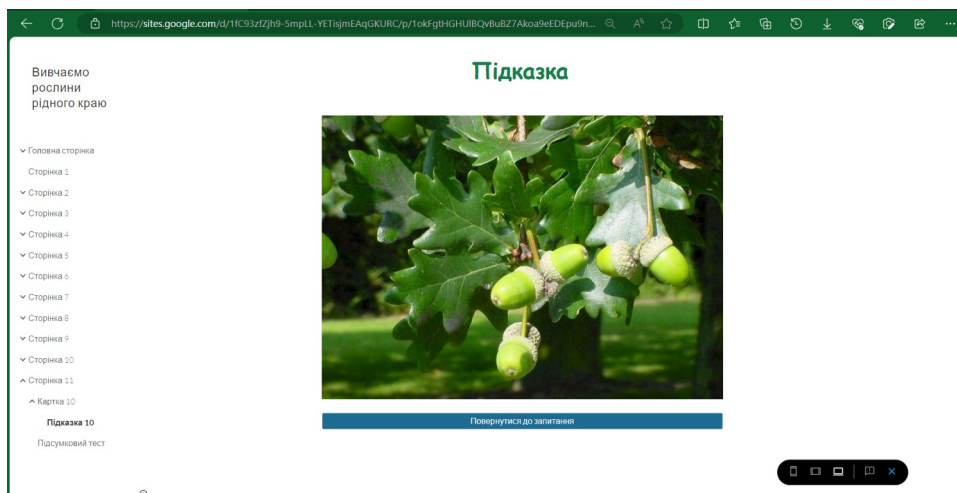 https://sites.google.com/d/1fC93zfZjh9-5mpLL-YETisjmEAqGKURC/p/1okFgtHGHUlBQvBuBZ7Akoa9eEDEpu9n...
Підказка
Вивчаємо
рослини
рідного краю
Головна сторінка
Сторінка 1
Сторінка 2
Сторінка 3
Сторінка 4
Сторінка 5
Сторінка 6
Сторінка 7
Сторінка 8
Сторінка 9
Сторінка 10
Сторінка 11
Картка 10
Підказка 10
Підсумковий тест
Повернутися до запитання